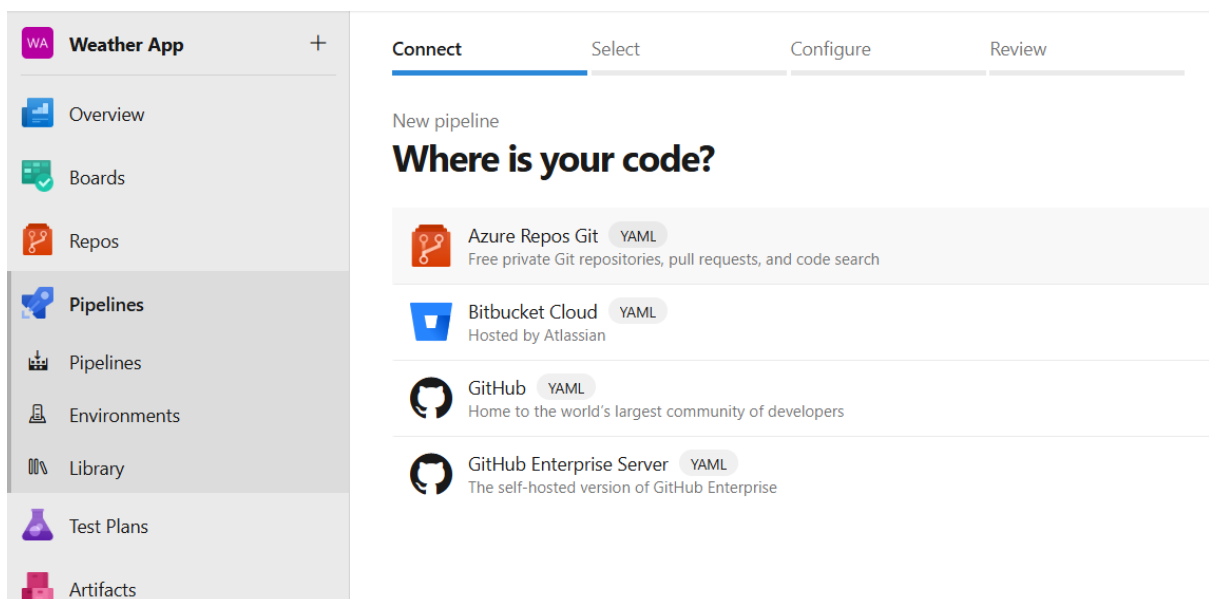 WA Weather App +
Overview
Boards
Repos
Pipelines
Pipelines
Environments
Library
Test Plans
Artifacts
Connect Select Configure Review
New pipeline
Where is your code?
Azure Repos Git YAML
Free private Git repositories, pull requests, and code search
Bitbucket Cloud YAML
Hosted by Atlassian
GitHub YAML
Home to the world's largest community of developers
GitHub Enterprise Server YAML
The self-hosted version of GitHub Enterprise